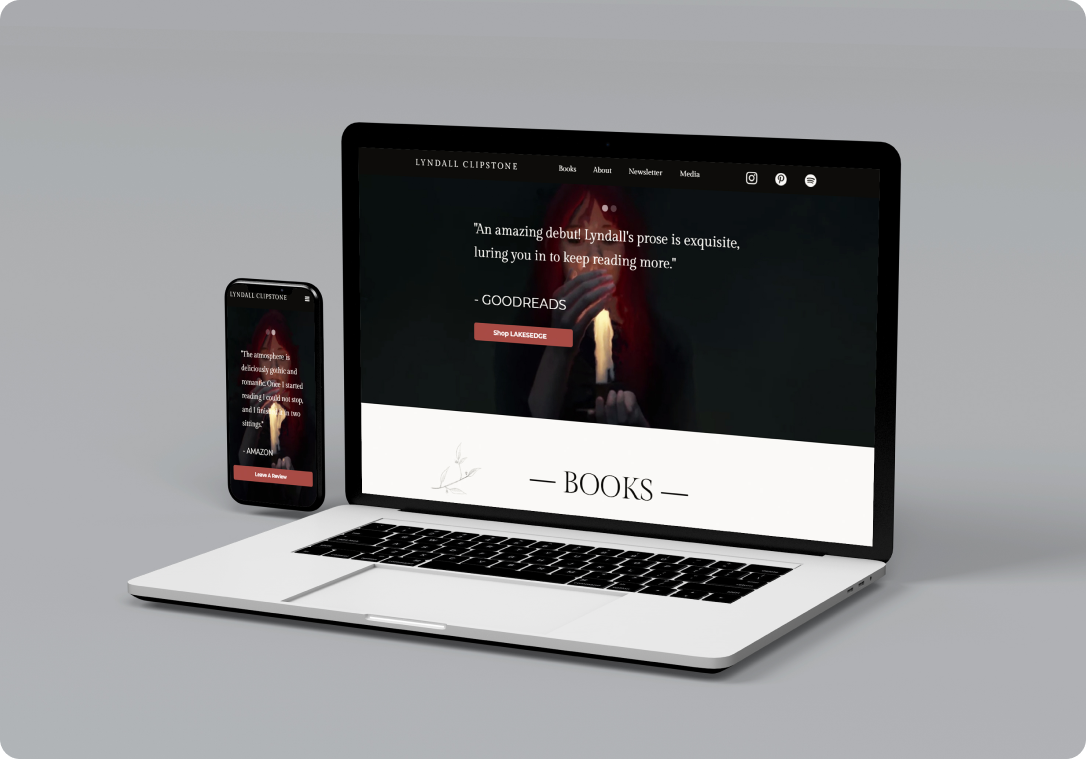 LYNDALL CLIPSTONE
Books About Newsletter Media
"An amazing debut! Lyndall's prose is exquisite,
luring you in to keep reading more."
- GOODREADS
Shop LAKESEDGE
BOOKS
LYNDALL CLIPSTONE
"The atmosphere is
deliciously gothic and
romantic. Once I started
reading I could not stop,
and I finished in two
sittings."
- AMAZON
Leave A Review